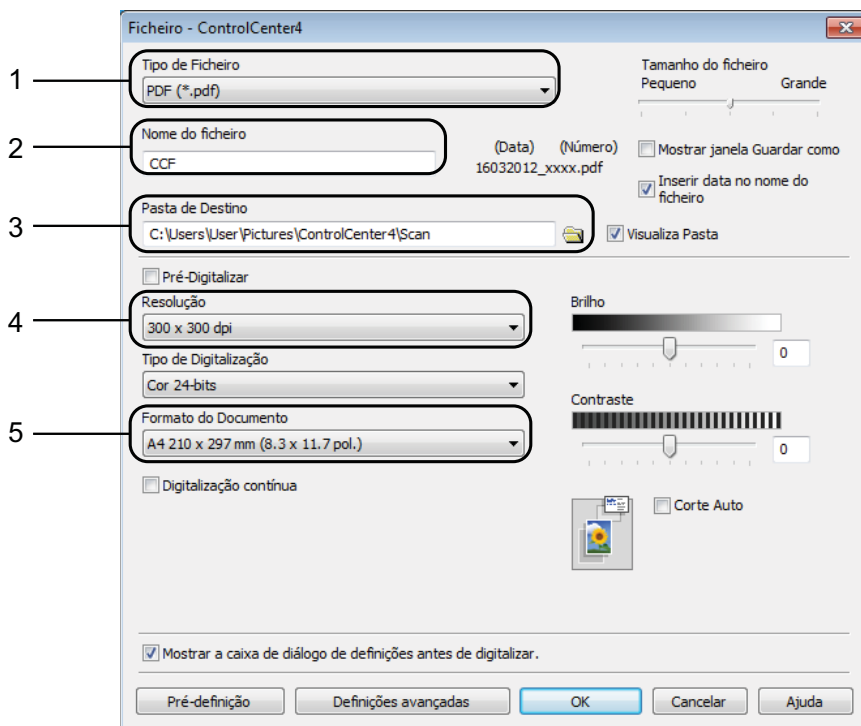 Ficheiro - ControlCenter4
1
Tipo de Ficheiro
PDF (*.pdf)
Tamanho do ficheiro
Pequeno Grande
2
Nome do ficheiro
CCF
(Data) (Número)
16032012_xxxx.pdf
Mostrar janela Guardar como
Inserir data no nome do
ficheiro
3
Pasta de Destino
C:\Users\User\Pictures\ControlCenter4\Scan
Visualiza Pasta
Pré-Digitalizar
4
Resolução
300 x 300 dpi
Brilho
0
Tipo de Digitalização
Cor 24-bits
Contraste
0
5
Formato do Documento
A4 210 x 297 mm (8.3 x 11.7 pol.)
Digitalização contínua
Corte Auto
Mostrar a caixa de diálogo de definições antes de digitalizar.
Pré-definição Definições avançadas OK Cancelar Ajuda